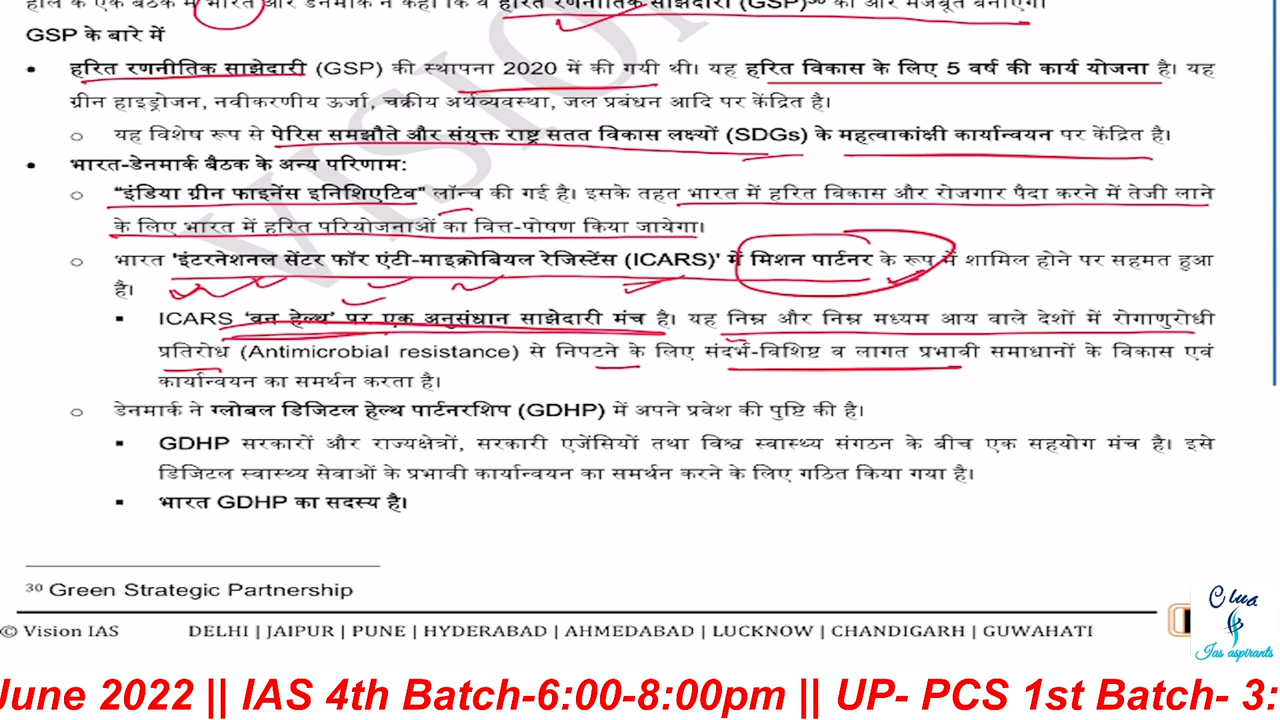 हाल के एक बैठक में भारत और डेनमार्क ने कहा कि वे हरित रणनीतिक साझेदारी (GSP)³⁰ को और मजबूत बनाएंगे।
GSP के बारे में
• हरित रणनीतिक साझेदारी (GSP) की स्थापना 2020 में की गयी थी। यह हरित विकास के लिए 5 वर्ष की कार्य योजना है। यह
ग्रीन हाइड्रोजन, नवीकरणीय ऊर्जा, चक्रीय अर्थव्यवस्था, जल प्रबंधन आदि पर केंद्रित है।
○ यह विशेष रूप से पेरिस समझौते और संयुक्त राष्ट्र सतत विकास लक्ष्यों (SDGs) के महत्वाकांक्षी कार्यान्वयन पर केंद्रित है।
• भारत-डेनमार्क बैठक के अन्य परिणाम:
○ “इंडिया ग्रीन फाइनेंस इनिशिएटिव” लॉन्च की गई है। इसके तहत भारत में हरित विकास और रोजगार पैदा करने में तेजी लाने
के लिए भारत में हरित परियोजनाओं का वित्त-पोषण किया जायेगा।
○ भारत 'इंटरनेशनल सेंटर फॉर एंटी-माइक्रोबियल रेजिस्टेंस (ICARS)' में मिशन पार्टनर के रूप में शामिल होने पर सहमत हुआ
है।
▪ ICARS ‘वन हेल्थ’ पर एक अनुसंधान साझेदारी मंच है। यह निम्न और निम्न मध्यम आय वाले देशों में रोगाणुरोधी
प्रतिरोध (Antimicrobial resistance) से निपटने के लिए संदर्भ-विशिष्ट व लागत प्रभावी समाधानों के विकास एवं
कार्यान्वयन का समर्थन करता है।
○ डेनमार्क ने ग्लोबल डिजिटल हेल्थ पार्टनरशिप (GDHP) में अपने प्रवेश की पुष्टि की है।
▪ GDHP सरकारों और राज्यक्षेत्रों, सरकारी एजेंसियों तथा विश्व स्वास्थ्य संगठन के बीच एक सहयोग मंच है। इसे
डिजिटल स्वास्थ्य सेवाओं के प्रभावी कार्यान्वयन का समर्थन करने के लिए गठित किया गया है।
▪ भारत GDHP का सदस्य है।
VISION
³⁰ Green Strategic Partnership
© Vision IAS DELHI | JAIPUR | PUNE | HYDERABAD | AHMEDABAD | LUCKNOW | CHANDIGARH | GUWAHATI
Clue
Ias aspirants
June 2022 || IAS 4th Batch-6:00-8:00pm || UP- PCS 1st Batch- 3: